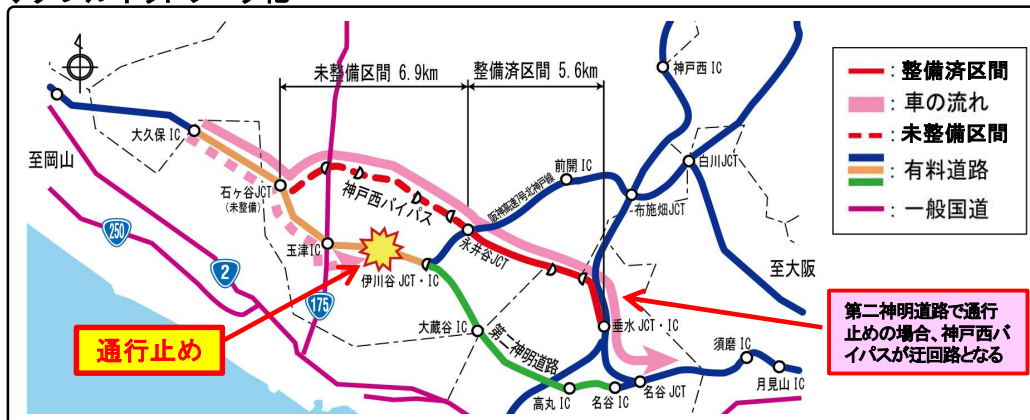 未整備区間 6.9km
整備済区間 5.6km
神戸西 IC
大久保 IC
至岡山
石ヶ谷JCT
(未整備)
神戸西バイパス
前開 IC
阪神高速7号北神戸線
白川JCT
布施畑JCT
永井谷JCT
玉津IC
伊川谷 JCT・IC
至大阪
250
2
175
大蔵谷 IC
第二神明道路
垂水 JCT・IC
須磨 IC
月見山 IC
高丸 IC
名谷 IC
名谷 JCT
通行止め
: 整備済区間
: 車の流れ
: 未整備区間
: 有料道路
: 一般国道
第二神明道路で通行
止めの場合、神戸西バ
イパスが迂回路となる